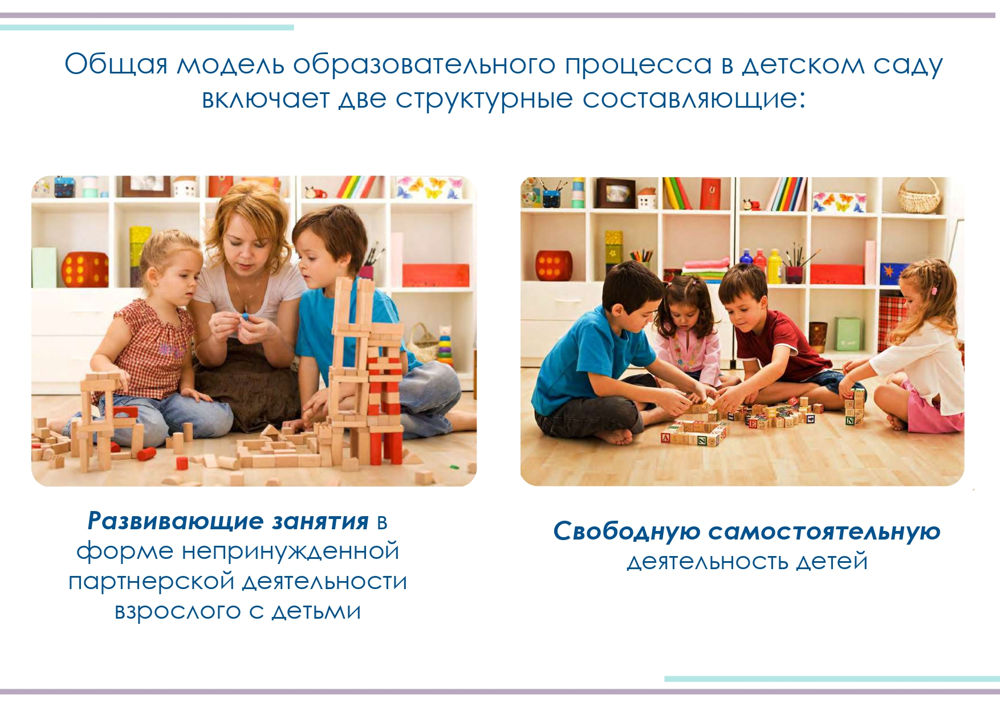 Общая модель образовательного процесса в детском саду
включает две структурные составляющие:
Развивающие занятия в
форме непринужденной
партнерской деятельности
взрослого с детьми
Свободную самостоятельную
деятельность детей